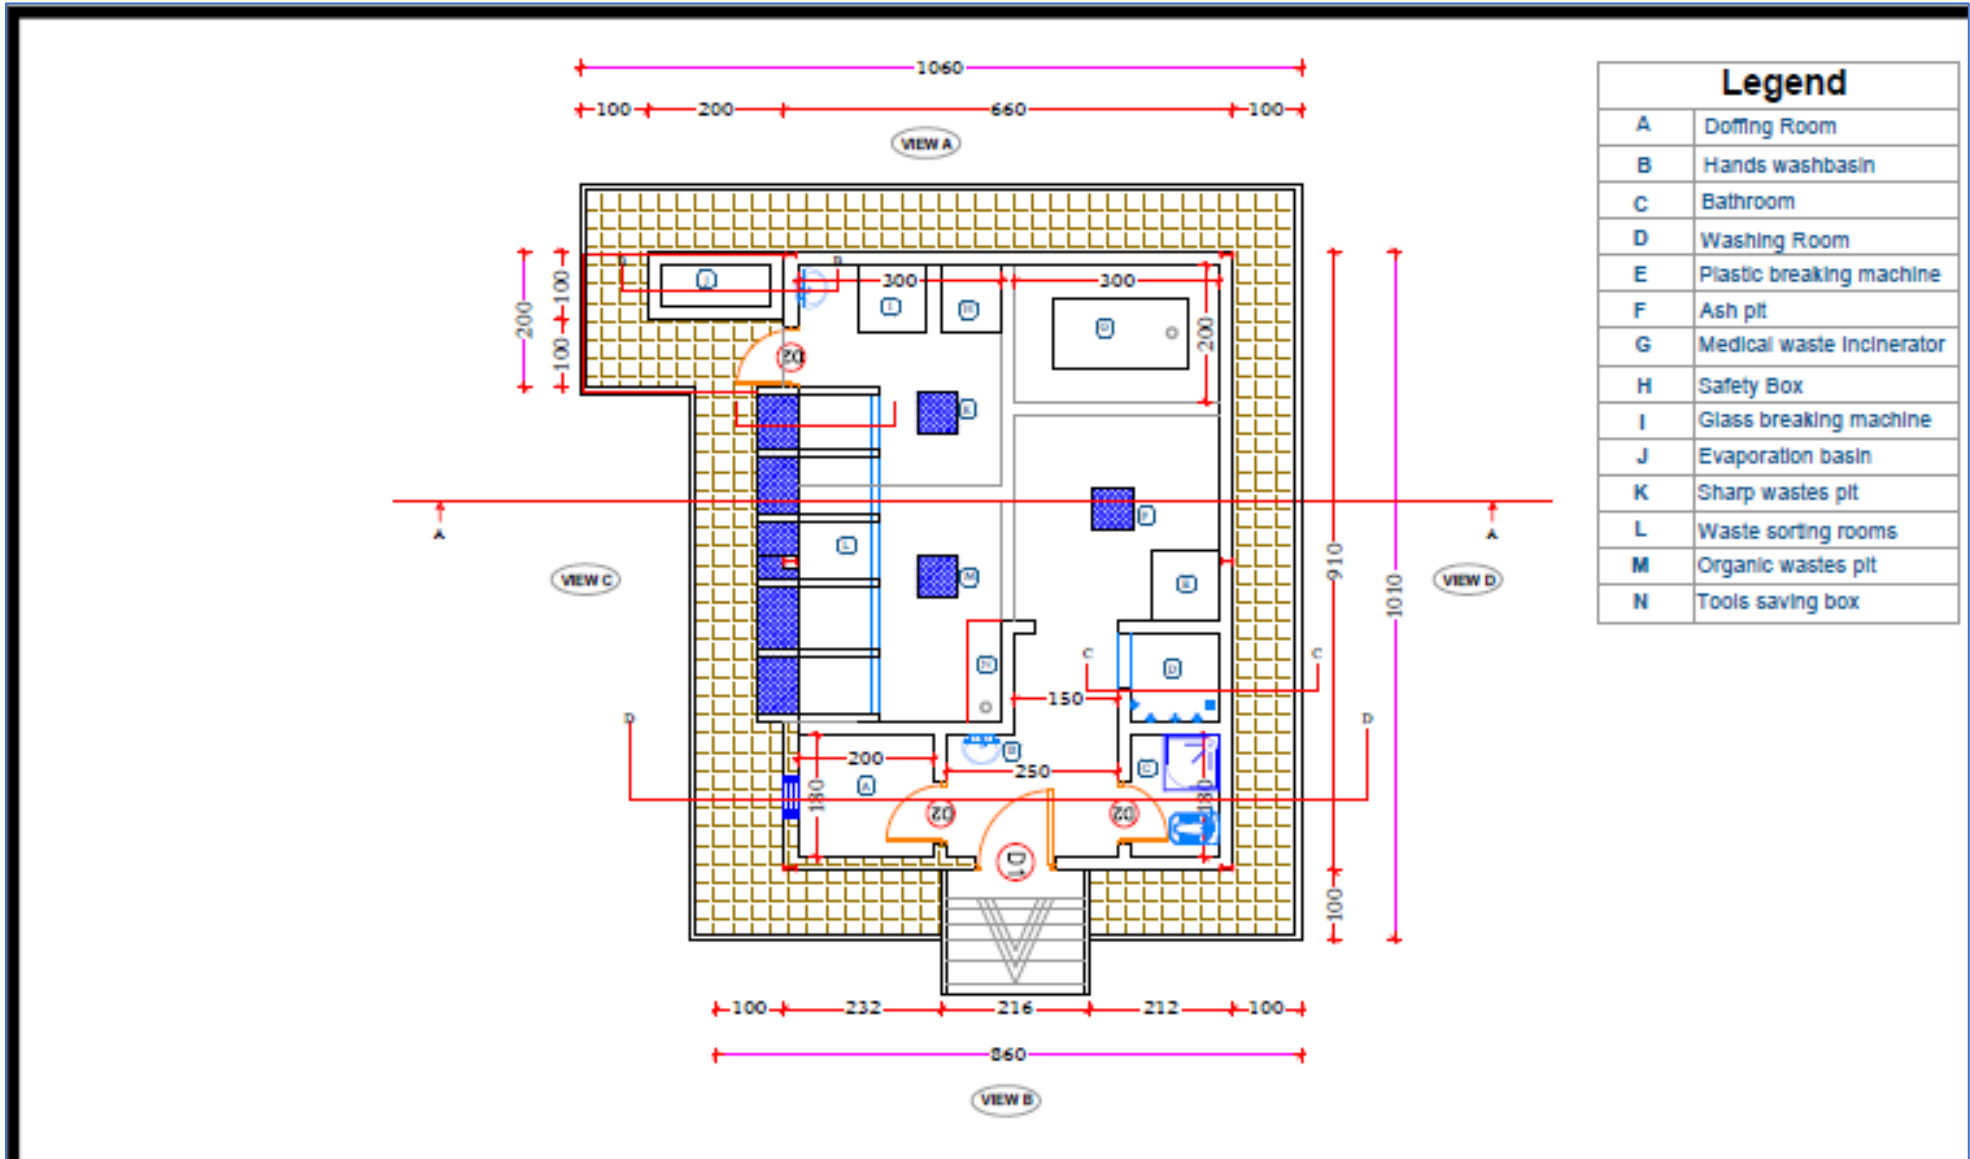 1060
100 200 660 100
VIEW A
Legend
A Doffing Room
B Hands washbasin
C Bathroom
D Washing Room
E Plastic breaking machine
F Ash pit
G Medical waste incinerator
H Safety Box
I Glass breaking machine
J Evaporation basin
K Sharp wastes pit
L Waste sorting rooms
M Organic wastes pit
N Tools saving box
200
100
100
J
300
300
I
H
200
D2
K
A
A
F
L
M
VIEW C
VIEW D
910
1010
E
N
D
C
C
150
D
D
B
200
250
A
C
180
180
D2
D2
D1
100
100 232 216 212 100
860
VIEW B